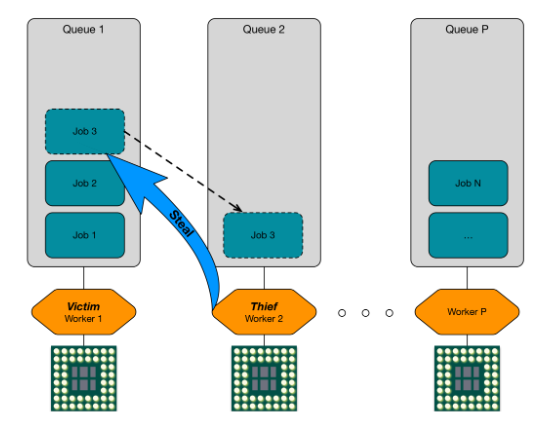 Queue 1
Queue 2
Queue P
Job 3
Job 2
Job N
Steal
Job 1
Job 3
...
Victim
Worker 1
Thief
Worker 2
Worker P